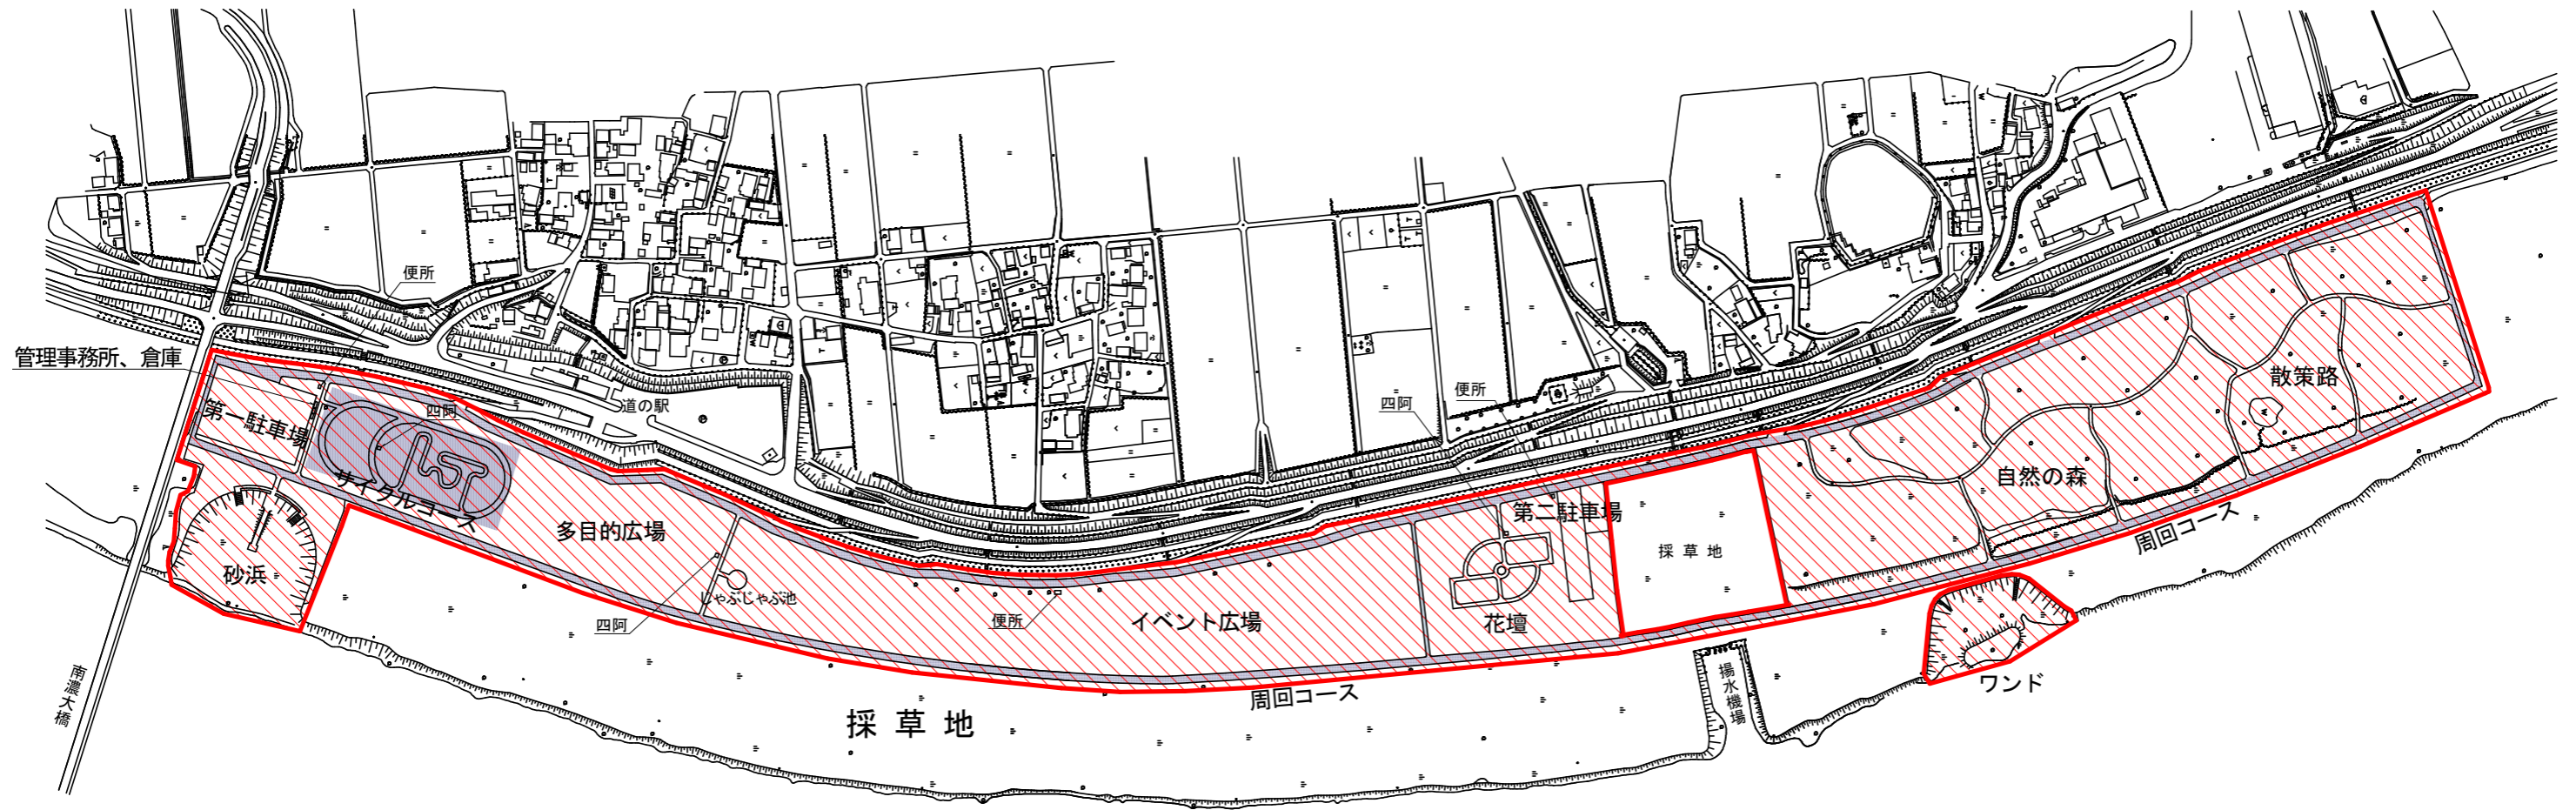 便所
管理事務所、倉庫
第一駐車場
四阿
道の駅
サイクルコース
多目的広場
砂浜
じゃぶじゃぶ池
四阿
便所
イベント広場
四阿
便所
花壇
第二駐車場
採草地
散策路
自然の森
周回コース
ワンド
揚水機場
周回コース
採草地
南濃大橋